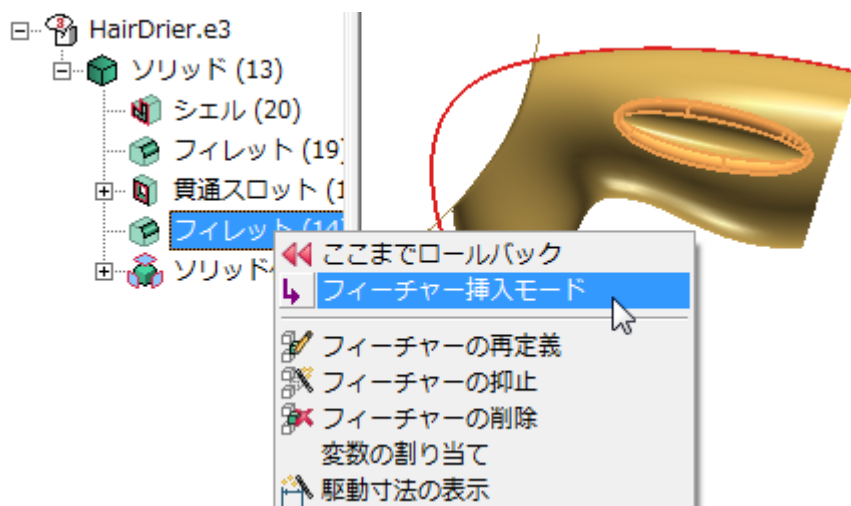 HairDrier.e3
ソリッド (13)
シェル (20)
フィレット (19)
貫通スロット (1
フィレット (14)
ソリッド
ここまでロールバック
フィーチャー挿入モード
フィーチャーの再定義
フィーチャーの抑止
フィーチャーの削除
変数の割り当て
駆動寸法の表示